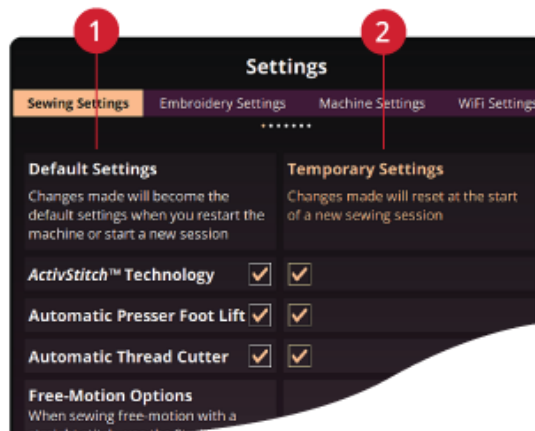 1
2
Settings
Sewing Settings
Embroidery Settings
Machine Settings
WiFi Settings
Default Settings
Changes made will become the
default settings when you restart the
machine or start a new session
Temporary Settings
Changes made will reset at the start
of a new sewing session
ActivStitch™ Technology
Automatic Presser Foot Lift
Automatic Thread Cutter
Free-Motion Options
When sewing free-motion with a